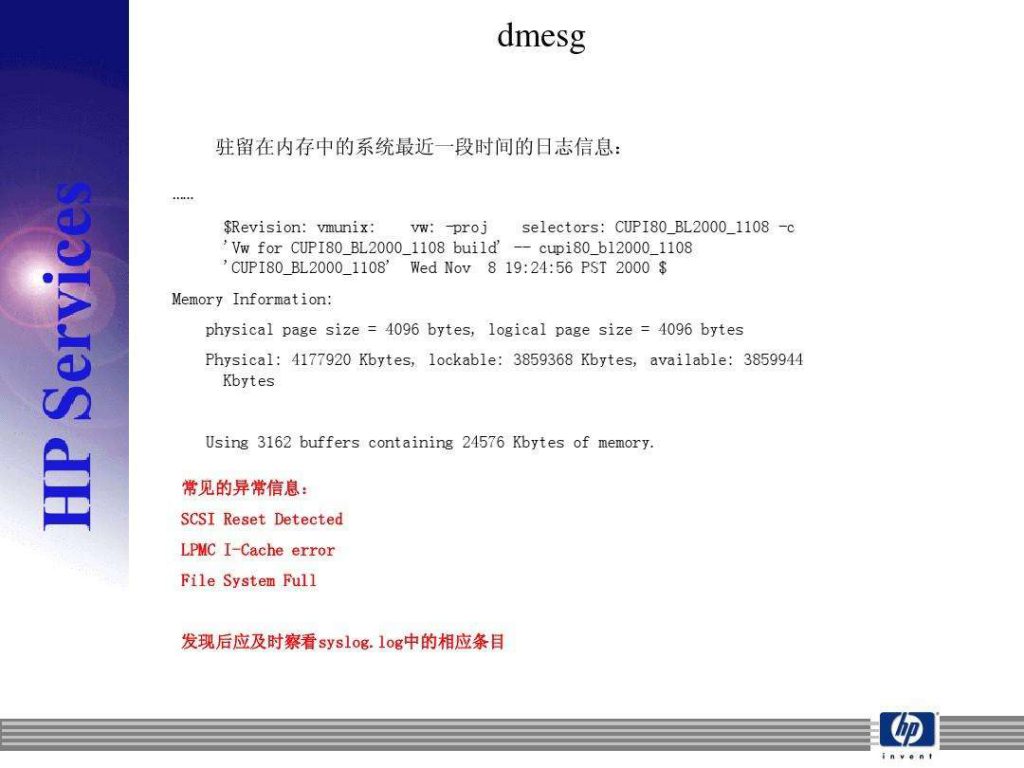 dmesg
驻留在内存中的系统最近一段时间的日志信息：
……
$Revision: vmunix:    vw: -proj    selectors: CUPI80_BL2000_1108 -c
'Vw for CUPI80_BL2000_1108 build' -- cupi80_bl2000_1108
'CUPI80_BL2000_1108'  Wed Nov  8 19:24:56 PST 2000 $
Memory Information:
physical page size = 4096 bytes, logical page size = 4096 bytes
Physical: 4177920 Kbytes, lockable: 3859368 Kbytes, available: 3859944
Kbytes
Using 3162 buffers containing 24576 Kbytes of memory.
常见的异常信息：
SCSI Reset Detected
LPMC I-Cache error
File System Full
发现后应及时察看syslog.log中的相应条目
HP Services
hp
invent